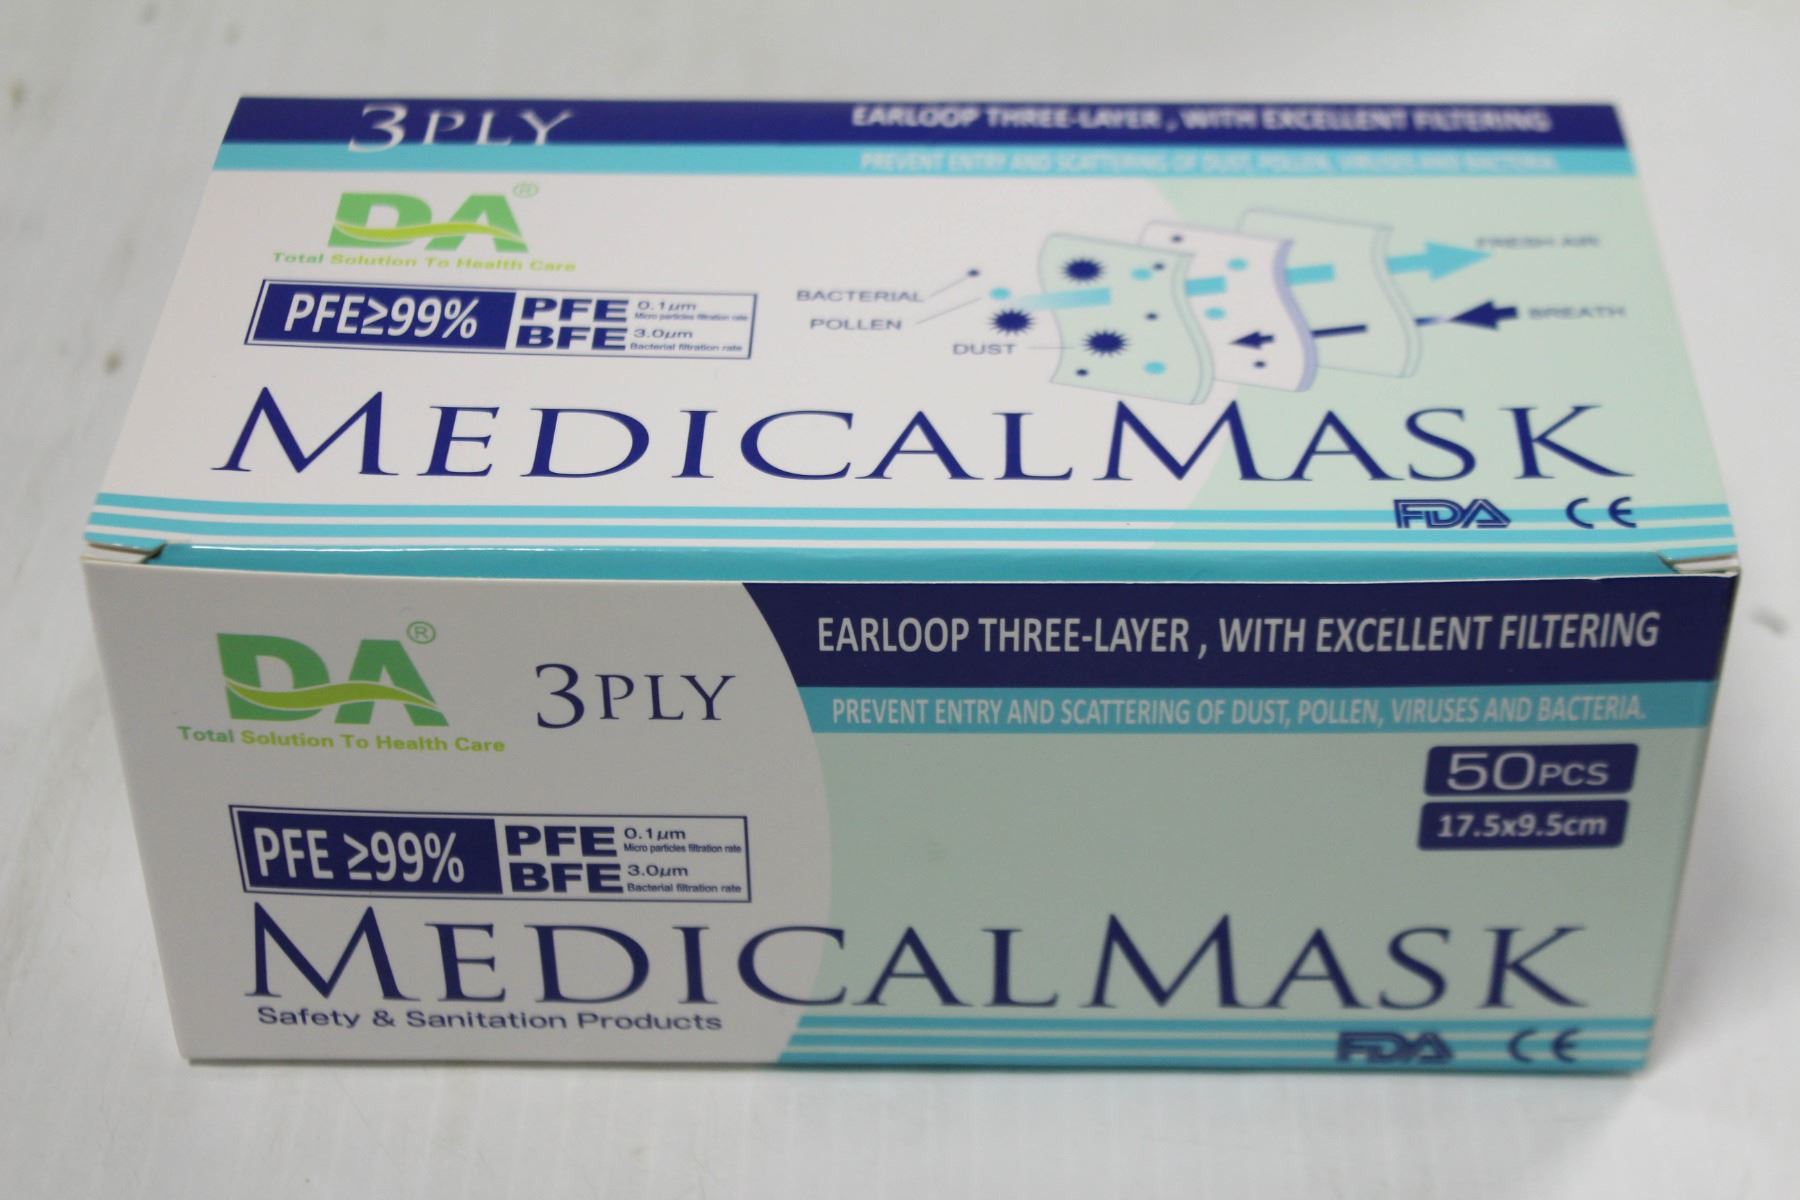 3PLY
EARLOOP THREE-LAYER , WITH EXCELLENT FILTERING
PREVENT ENTRY AND SCATTERING OF DUST, POLLEN, VIRUSES AND BACTERIA.
DA®
Total Solution To Health Care
PFE≥99%
PFE 0.1μm
Micro particles filtration rate
BFE 3.0μm
Bacterial filtration rate
BACTERIAL
POLLEN
DUST
FRESH AIR
BREATH
MEDICAL MASK
FDA CE
DA®
Total Solution To Health Care
3PLY
EARLOOP THREE-LAYER , WITH EXCELLENT FILTERING
PREVENT ENTRY AND SCATTERING OF DUST, POLLEN, VIRUSES AND BACTERIA.
50PCS
17.5x9.5cm
PFE ≥99%
PFE 0.1μm
Micro particles filtration rate
BFE 3.0μm
Bacterial filtration rate
MEDICAL MASK
Safety & Sanitation Products
FDA CE